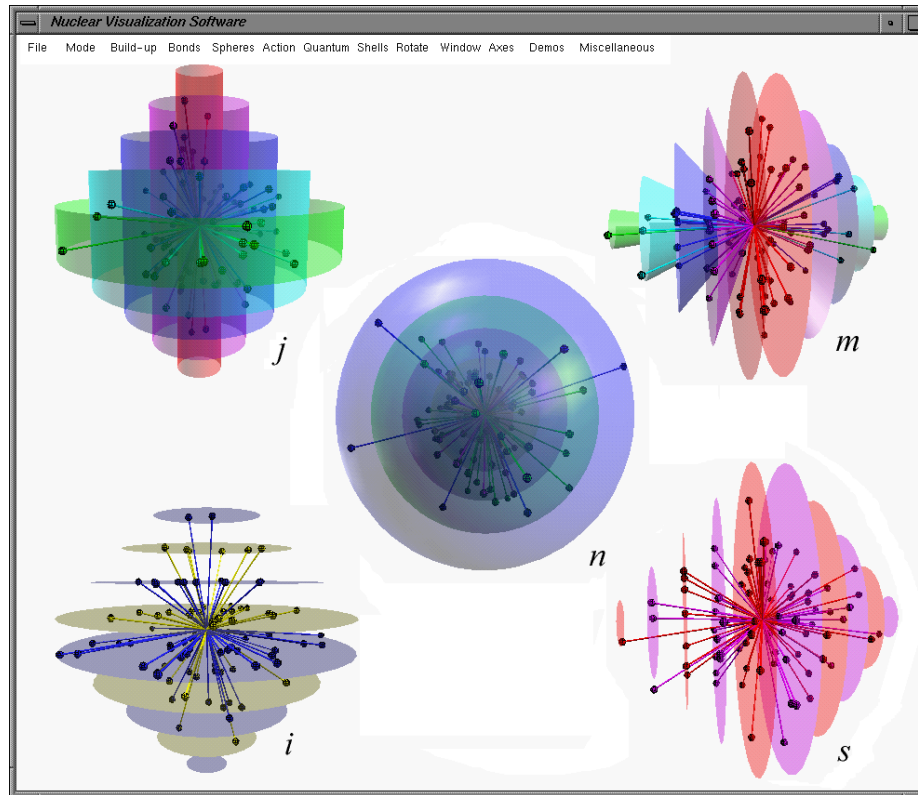 Nuclear Visualization Software
File Mode Build-up Bonds Spheres Action Quantum Shells Rotate Window Axes Demos Miscellaneous
j
m
n
i
s